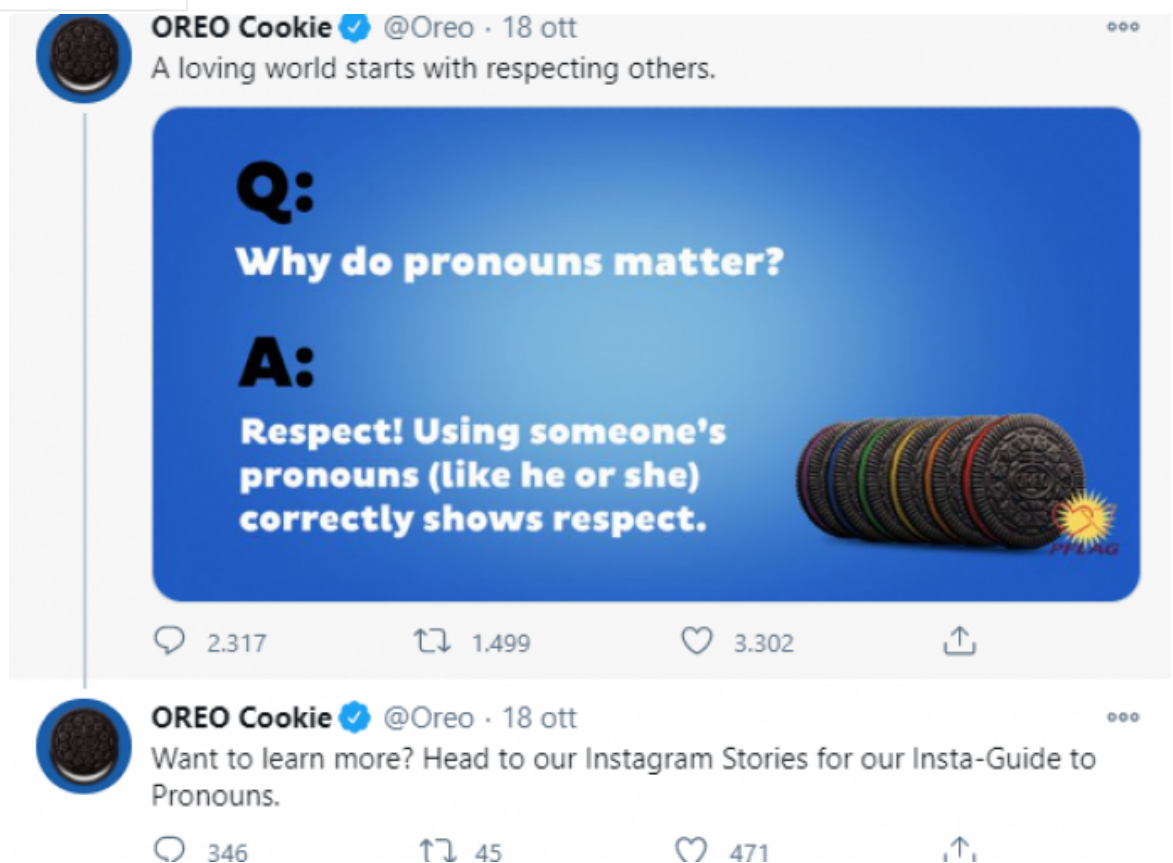 OREO Cookie @Oreo · 18 ott
A loving world starts with respecting others.
Q:
Why do pronouns matter?
A:
Respect! Using someone's
pronouns (like he or she)
correctly shows respect.
OREO
PFLAG
2.317 1.499 3.302
OREO Cookie @Oreo · 18 ott
Want to learn more? Head to our Instagram Stories for our Insta-Guide to
Pronouns.
346 45 471